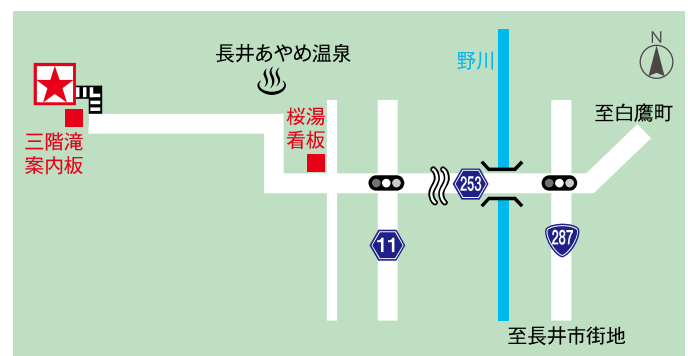 N
長井あやめ温泉
野川
至白鷹町
桜湯
看板
三階滝
案内板
253
11
287
至長井市街地